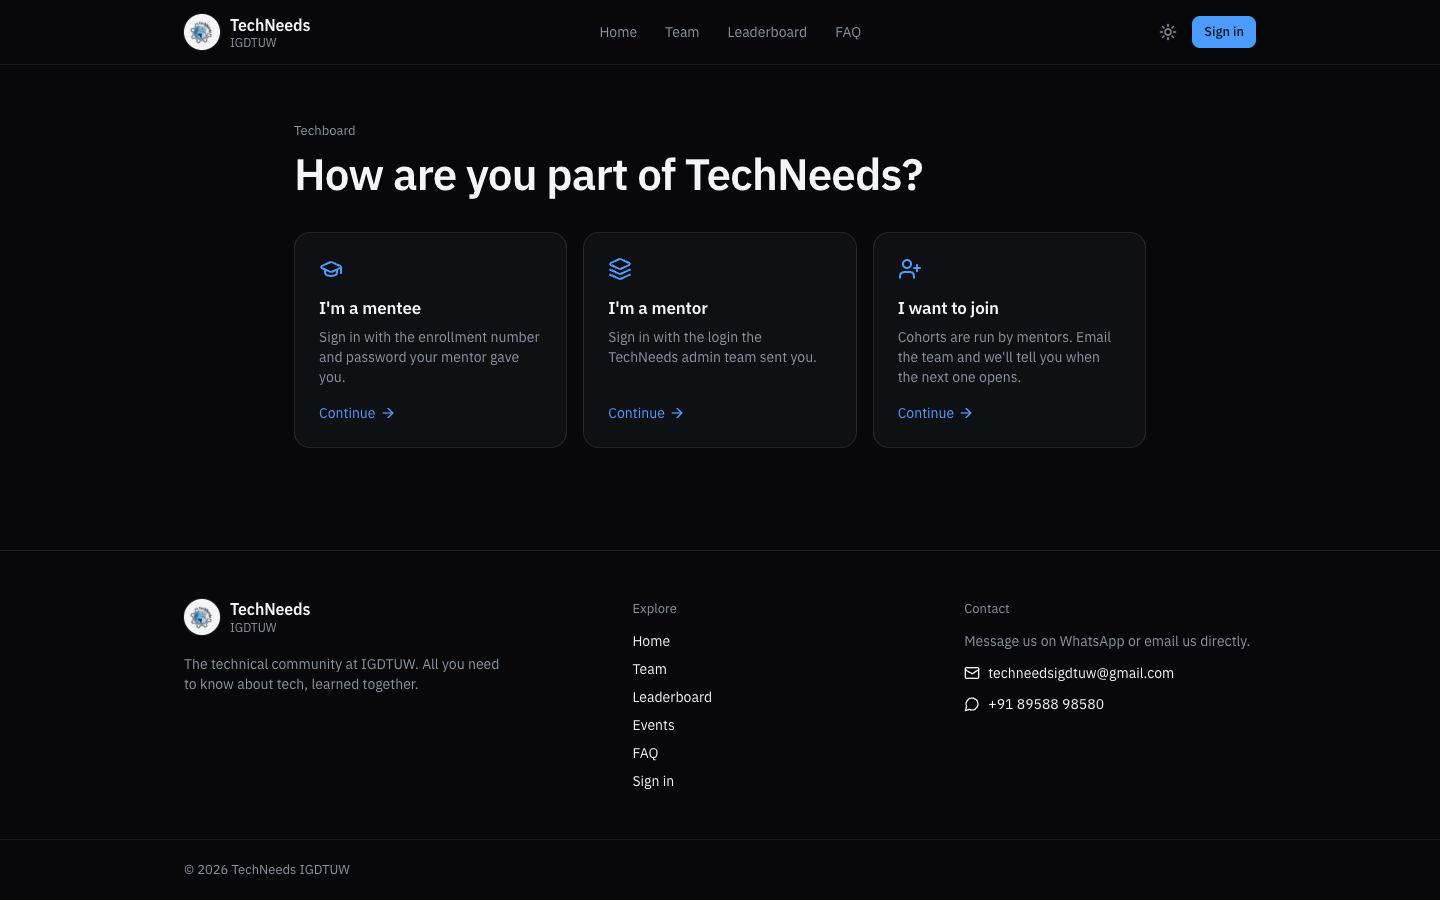 TechNeeds
IGDTUW
Home
Team
Leaderboard
FAQ
Sign in
Techboard
How are you part of TechNeeds?
I'm a mentee
Sign in with the enrollment number
and password your mentor gave
you.
Continue
I'm a mentor
Sign in with the login the
TechNeeds admin team sent you.
Continue
I want to join
Cohorts are run by mentors. Email
the team and we'll tell you when
the next one opens.
Continue
TechNeeds
IGDTUW
The technical community at IGDTUW. All you need
to know about tech, learned together.
Explore
Home
Team
Leaderboard
Events
FAQ
Sign in
Contact
Message us on WhatsApp or email us directly.
techneedsigdtuw@gmail.com
+91 89588 98580
© 2026 TechNeeds IGDTUW